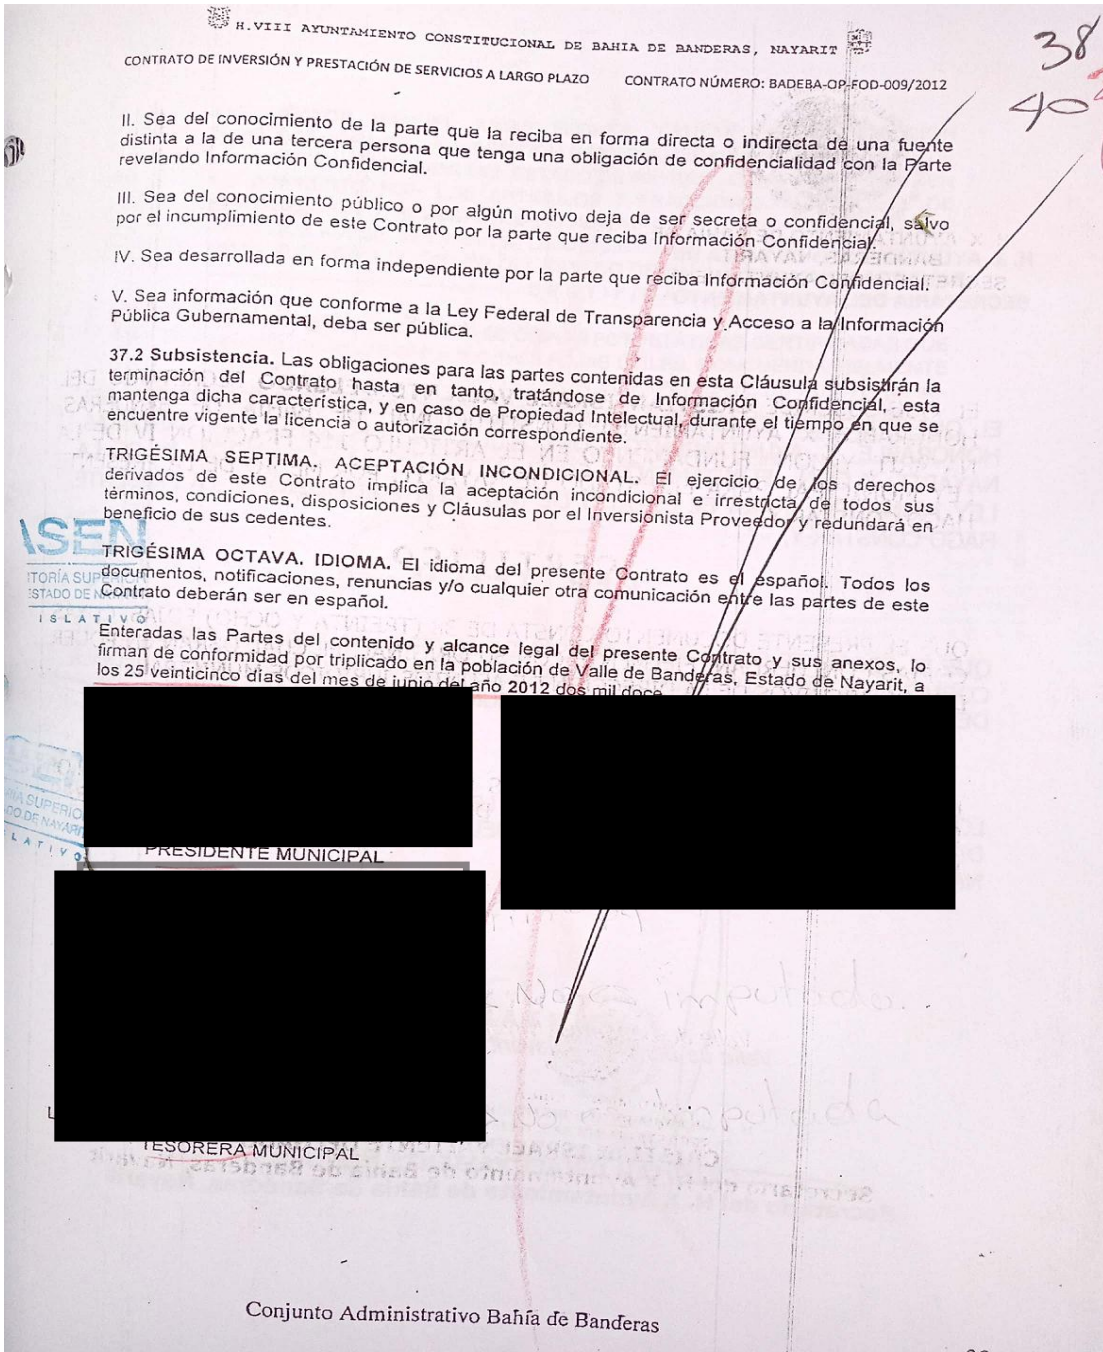 H.VIII AYUNTAMIENTO CONSTITUCIONAL DE BAHIA DE BANDERAS, NAYARIT
38
CONTRATO DE INVERSIÓN Y PRESTACIÓN DE SERVICIOS A LARGO PLAZO CONTRATO NÚMERO: BADEBA-OP-FOD-009/2012
40
II. Sea del conocimiento de la parte que la reciba en forma directa o indirecta de una fuente
distinta a la de una tercera persona que tenga una obligación de confidencialidad con la Parte
revelando Información Confidencial.
III. Sea del conocimiento público o por algún motivo deja de ser secreta o confidencial, salvo
por el incumplimiento de este Contrato por la parte que reciba Información Confidencial.
IV. Sea desarrollada en forma independiente por la parte que reciba Información Confidencial.
V. Sea información que conforme a la Ley Federal de Transparencia y Acceso a la Información
Pública Gubernamental, deba ser pública.
37.2 Subsistencia. Las obligaciones para las partes contenidas en esta Cláusula subsistirán la
terminación del Contrato hasta en tanto, tratándose de Información Confidencial, esta
mantenga dicha característica, y en caso de Propiedad Intelectual, durante el tiempo en que se
encuentre vigente la licencia o autorización correspondiente.
TRIGÉSIMA SEPTIMA. ACEPTACIÓN INCONDICIONAL. El ejercicio de los derechos
derivados de este Contrato implica la aceptación incondicional e irrestricta de todos sus
términos, condiciones, disposiciones y Cláusulas por el Inversionista Proveedor y redundará en
beneficio de sus cedentes.
ASEN
TRIGÉSIMA OCTAVA. IDIOMA. El idioma del presente Contrato es el español. Todos los
documentos, notificaciones, renuncias y/o cualquier otra comunicación entre las partes de este
Contrato deberán ser en español.
TORÍA SUPERIOR
ESTADO DE NAYARIT
ISLATIVO
Enteradas las Partes del contenido y alcance legal del presente Contrato y sus anexos, lo
firman de conformidad por triplicado en la población de Valle de Banderas, Estado de Nayarit, a
los 25 veinticinco días del mes de junio del año 2012 dos mil doce
PRESIDENTE MUNICIPAL
TESORERA MUNICIPAL
Conjunto Administrativo Bahía de Banderas